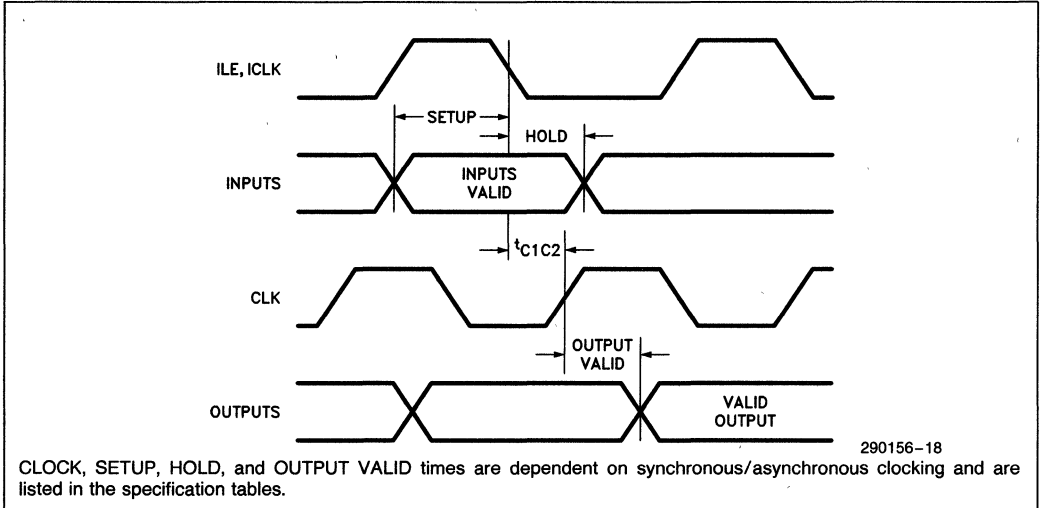 ILE, ICLK
SETUP
HOLD
INPUTS
INPUTS
VALID
tC1C2
CLK
OUTPUT
VALID
OUTPUTS
VALID
OUTPUT
290156-18
CLOCK, SETUP, HOLD, and OUTPUT VALID times are dependent on synchronous/asynchronous clocking and are
listed in the specification tables.